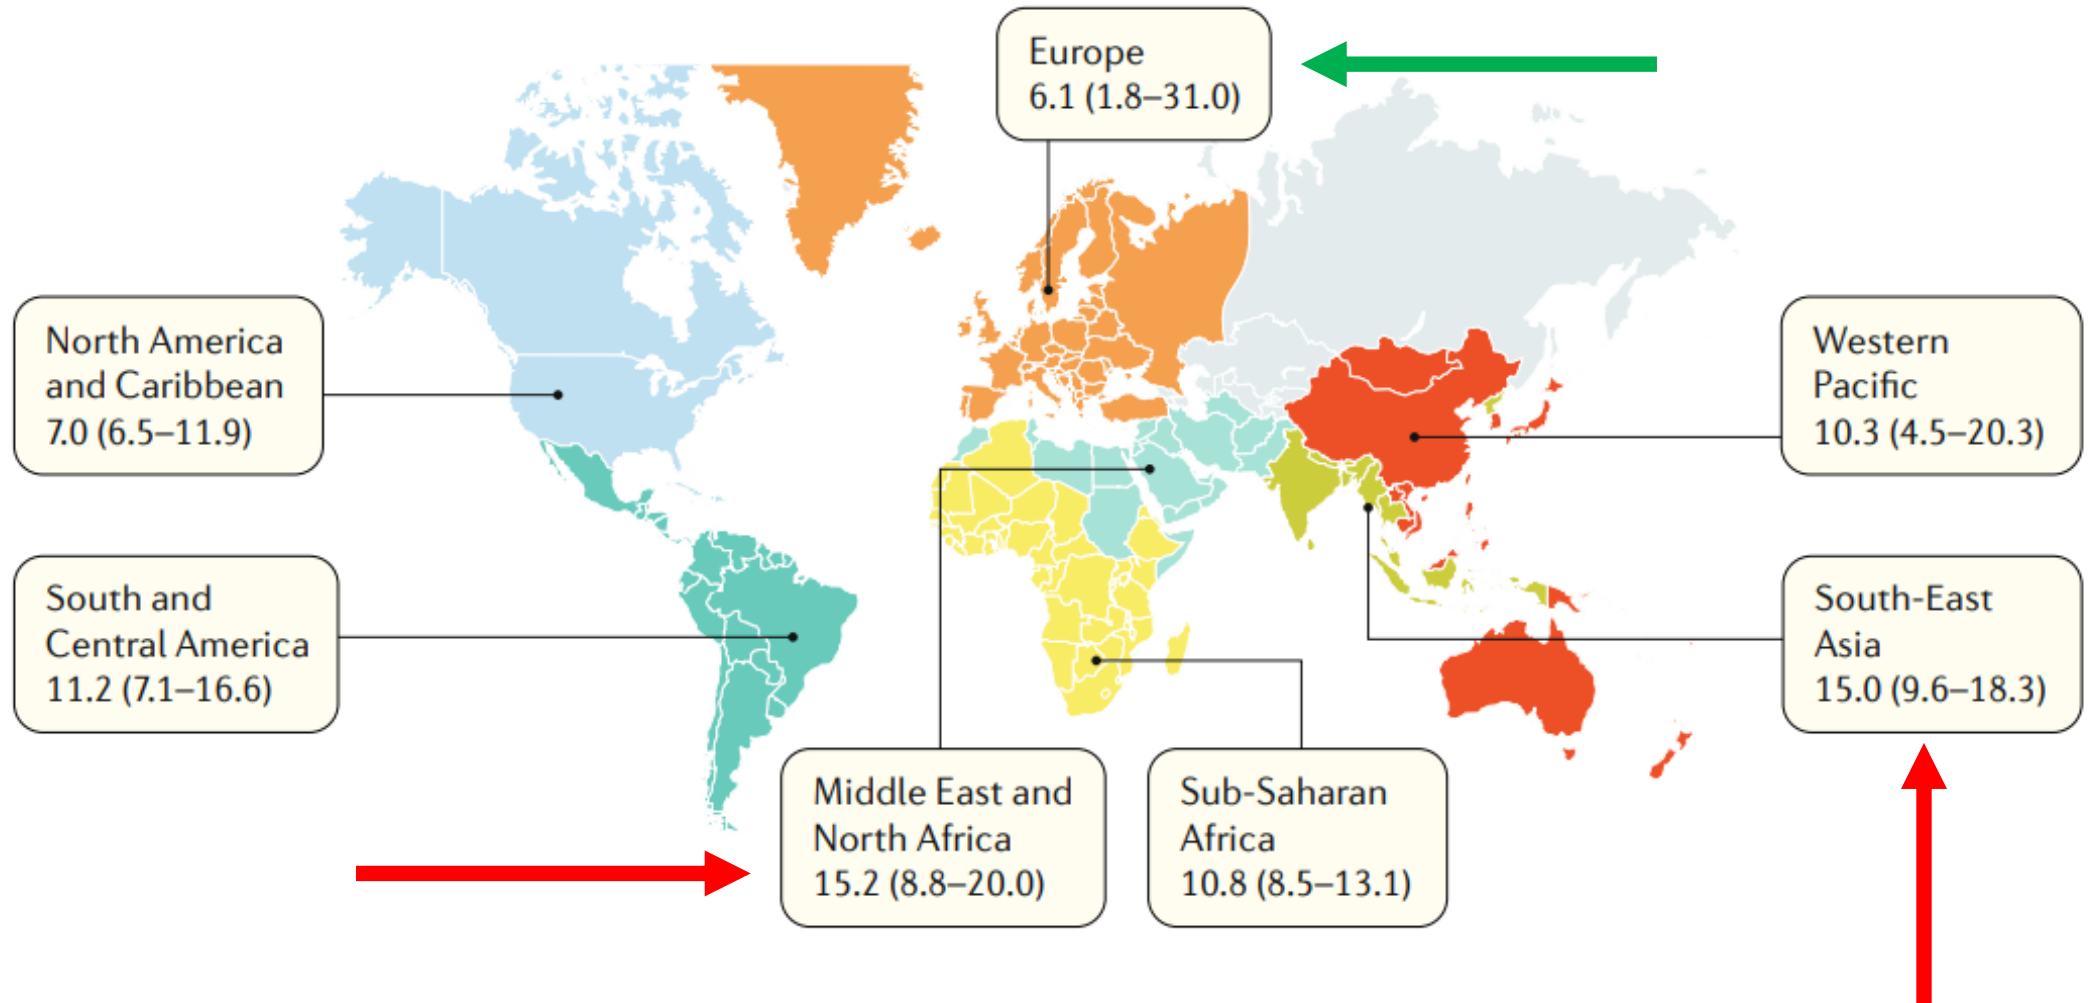 Europe
6.1 (1.8–31.0)
North America
and Caribbean
7.0 (6.5–11.9)
Western
Pacific
10.3 (4.5–20.3)
South and
Central America
11.2 (7.1–16.6)
South-East
Asia
15.0 (9.6–18.3)
Middle East and
North Africa
15.2 (8.8–20.0)
Sub-Saharan
Africa
10.8 (8.5–13.1)